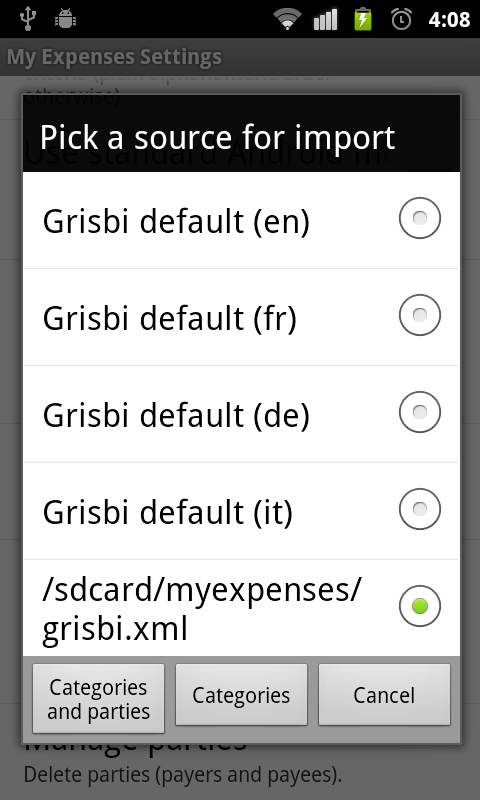 4:08
My Expenses Settings
otherwise)
Pick a source for import
Use standard Android m
Grisbi default (en)
Grisbi default (fr)
Grisbi default (de)
Grisbi default (it)
/sdcard/myexpenses/
grisbi.xml
Categories
and parties
Categories
Cancel
Manage parties
Delete parties (payers and payees).